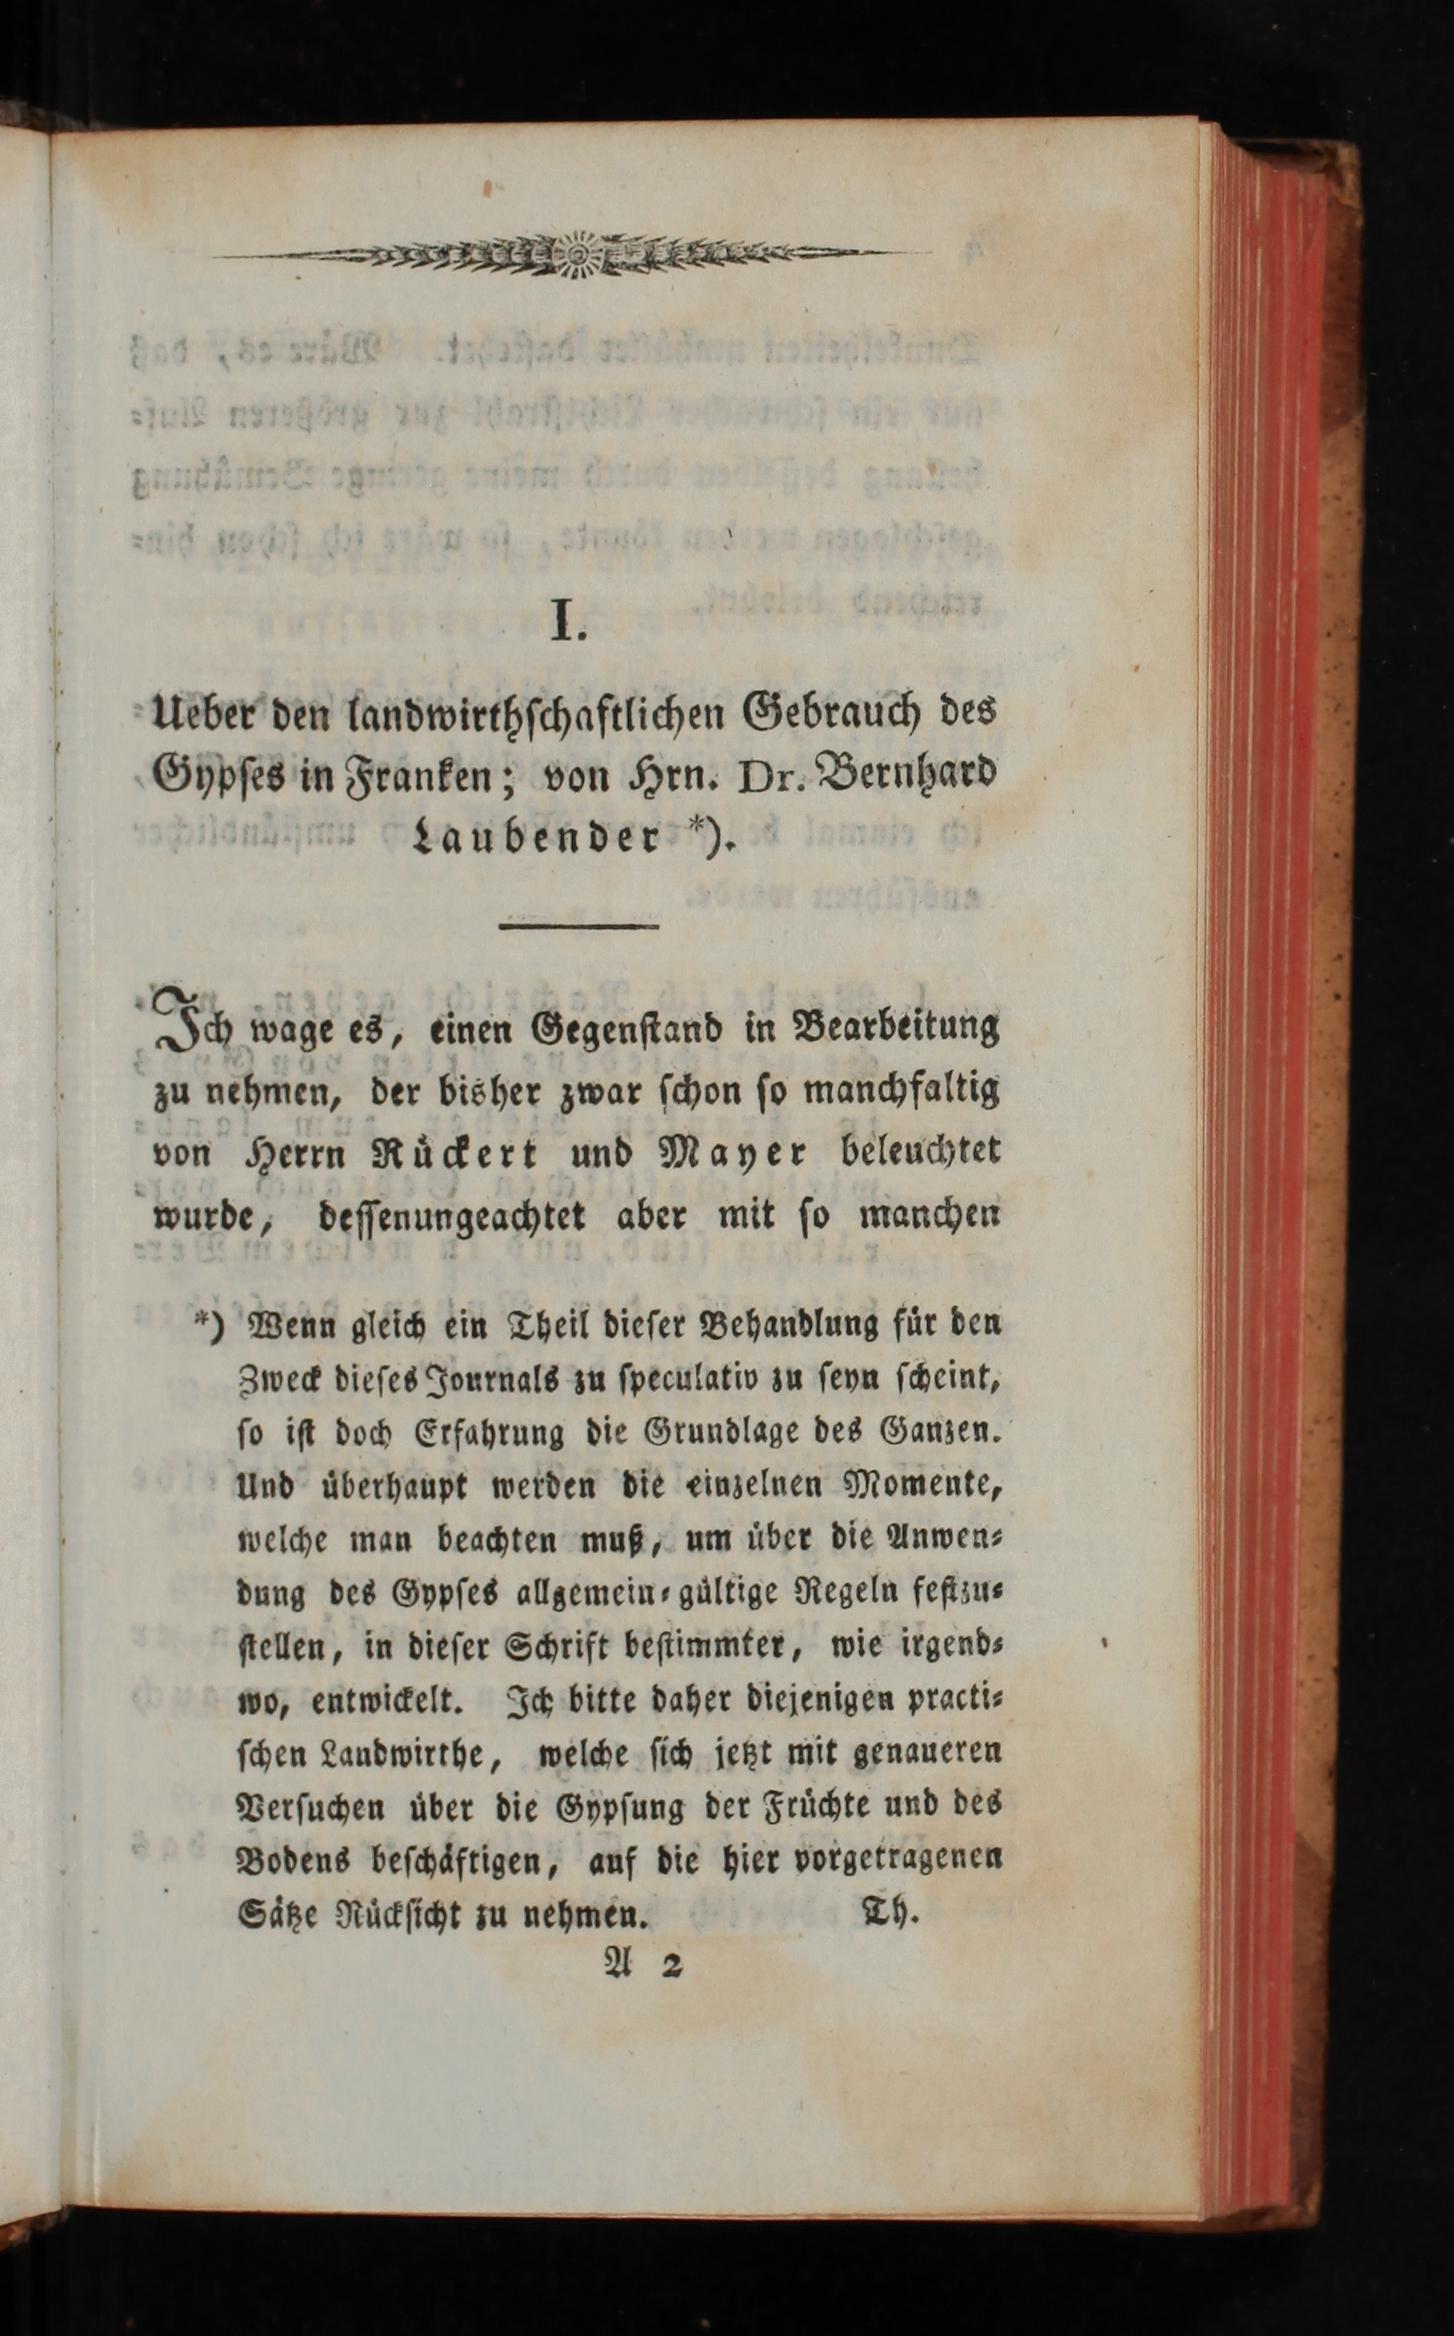 I.
Ueber den landwirthschaftlichen Gebrauch des
Gypses in Franken; von Hrn. Dr. Bernhard
Laubender *).
Ich wage es, einen Gegenstand in Bearbeitung
zu nehmen, der bisher zwar schon so manchfaltig
von Herrn Rückert und Mayer beleuchtet
wurde, dessenungeachtet aber mit so manchen
*) Wenn gleich ein Theil dieser Behandlung für den
Zweck dieses Journals zu speculativ zu seyn scheint,
so ist doch Erfahrung die Grundlage des Ganzen.
Und überhaupt werden die einzelnen Momente,
welche man beachten muß, um über die Anwen-
dung des Gypses allgemein-gültige Regeln festzu-
stellen, in dieser Schrift bestimmter, wie irgend-
wo, entwickelt. Ich bitte daher diejenigen practi-
schen Landwirthe, welche sich jetzt mit genaueren
Versuchen über die Gypsung der Früchte und des
Bodens beschäftigen, auf die hier vorgetragenen
Sätze Rücksicht zu nehmen. Th.
A 2